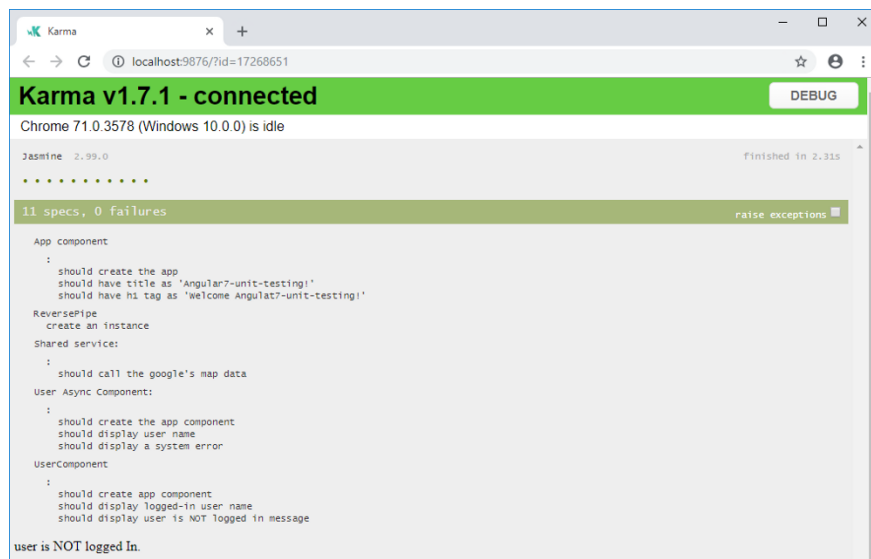 Karma
localhost:9876/?id=17268651
Karma v1.7.1 - connected
DEBUG
Chrome 71.0.3578 (Windows 10.0.0) is idle
Jasmine 2.99.0
finished in 2.31s
11 specs, 0 failures
raise exceptions
App component
:
should create the app
should have title as 'Angular7-unit-testing!'
should have h1 tag as 'Welcome Angulat7-unit-testing!'
ReversePipe
create an instance
Shared service:
:
should call the google's map data
User Async Component:
:
should create the app component
should display user name
should display a system error
UserComponent
:
should create app component
should display logged-in user name
should display user is NOT logged in message
user is NOT logged In.